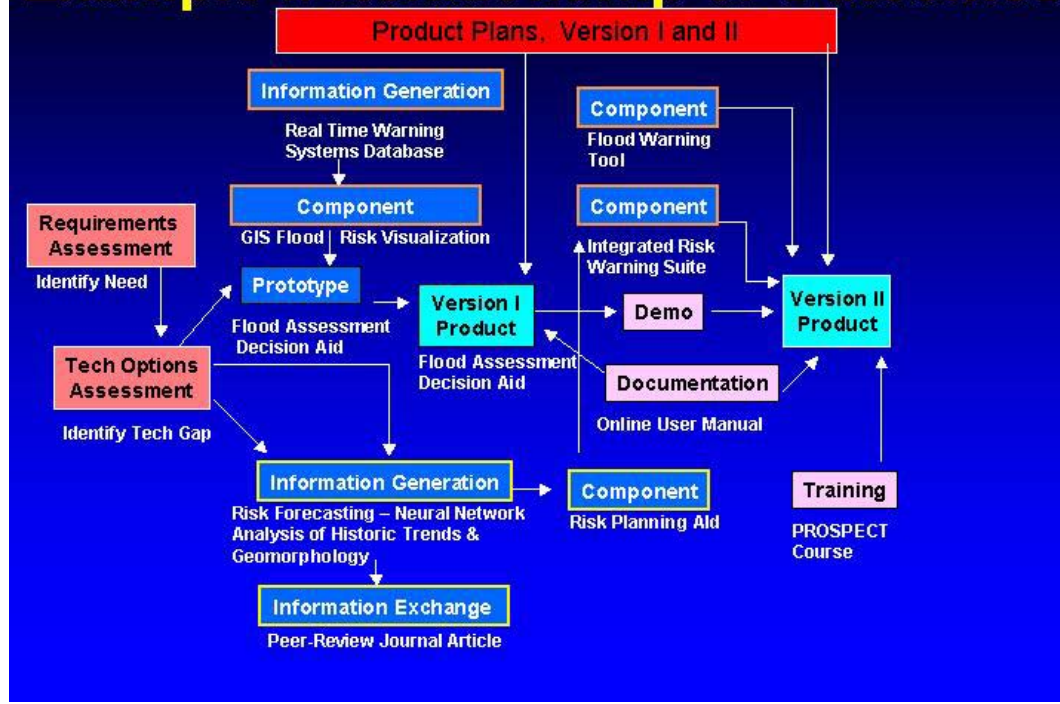 Product Plans, Version I and II
Information Generation
Real Time Warning
Systems Database
Component
GIS Flood Risk Visualization
Component
Flood Warning
Tool
Component
Integrated Risk
Warning Suite
Requirements
Assessment
Identify Need
Prototype
Flood Assessment
Decision Aid
Version I
Product
Flood Assessment
Decision Aid
Demo
Version II
Product
Tech Options
Assessment
Identify Tech Gap
Documentation
Online User Manual
Information Generation
Risk Forecasting – Neural Network
Analysis of Historic Trends &
Geomorphology
Component
Risk Planning AId
Training
PROSPECT
Course
Information Exchange
Peer-Review Journal Article